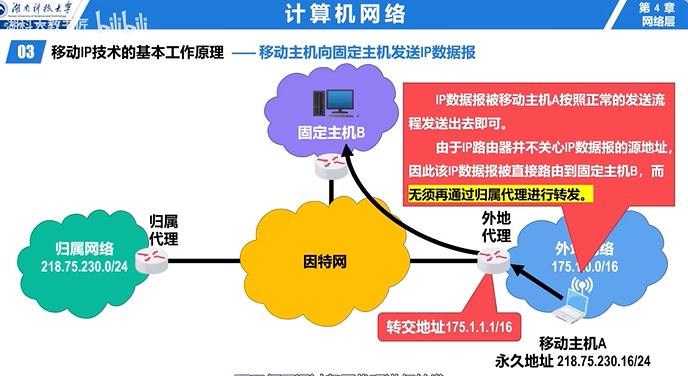 湖南科技大学
bilibili
计算机网络
第 4 章
网络层
03 移动IP技术的基本工作原理 —— 移动主机向固定主机发送IP数据报
IP数据报被移动主机A按照正常的发送流
程发送出去即可。
由于IP路由器并不关心IP数据报的源地址,
因此该IP数据报被直接路由到固定主机B,而
无须再通过归属代理进行转发。
固定主机B
归属
代理
归属网络
218.75.230.0/24
因特网
外地
代理
转交地址175.1.1.1/16
移动主机A
永久地址 218.75.230.16/24